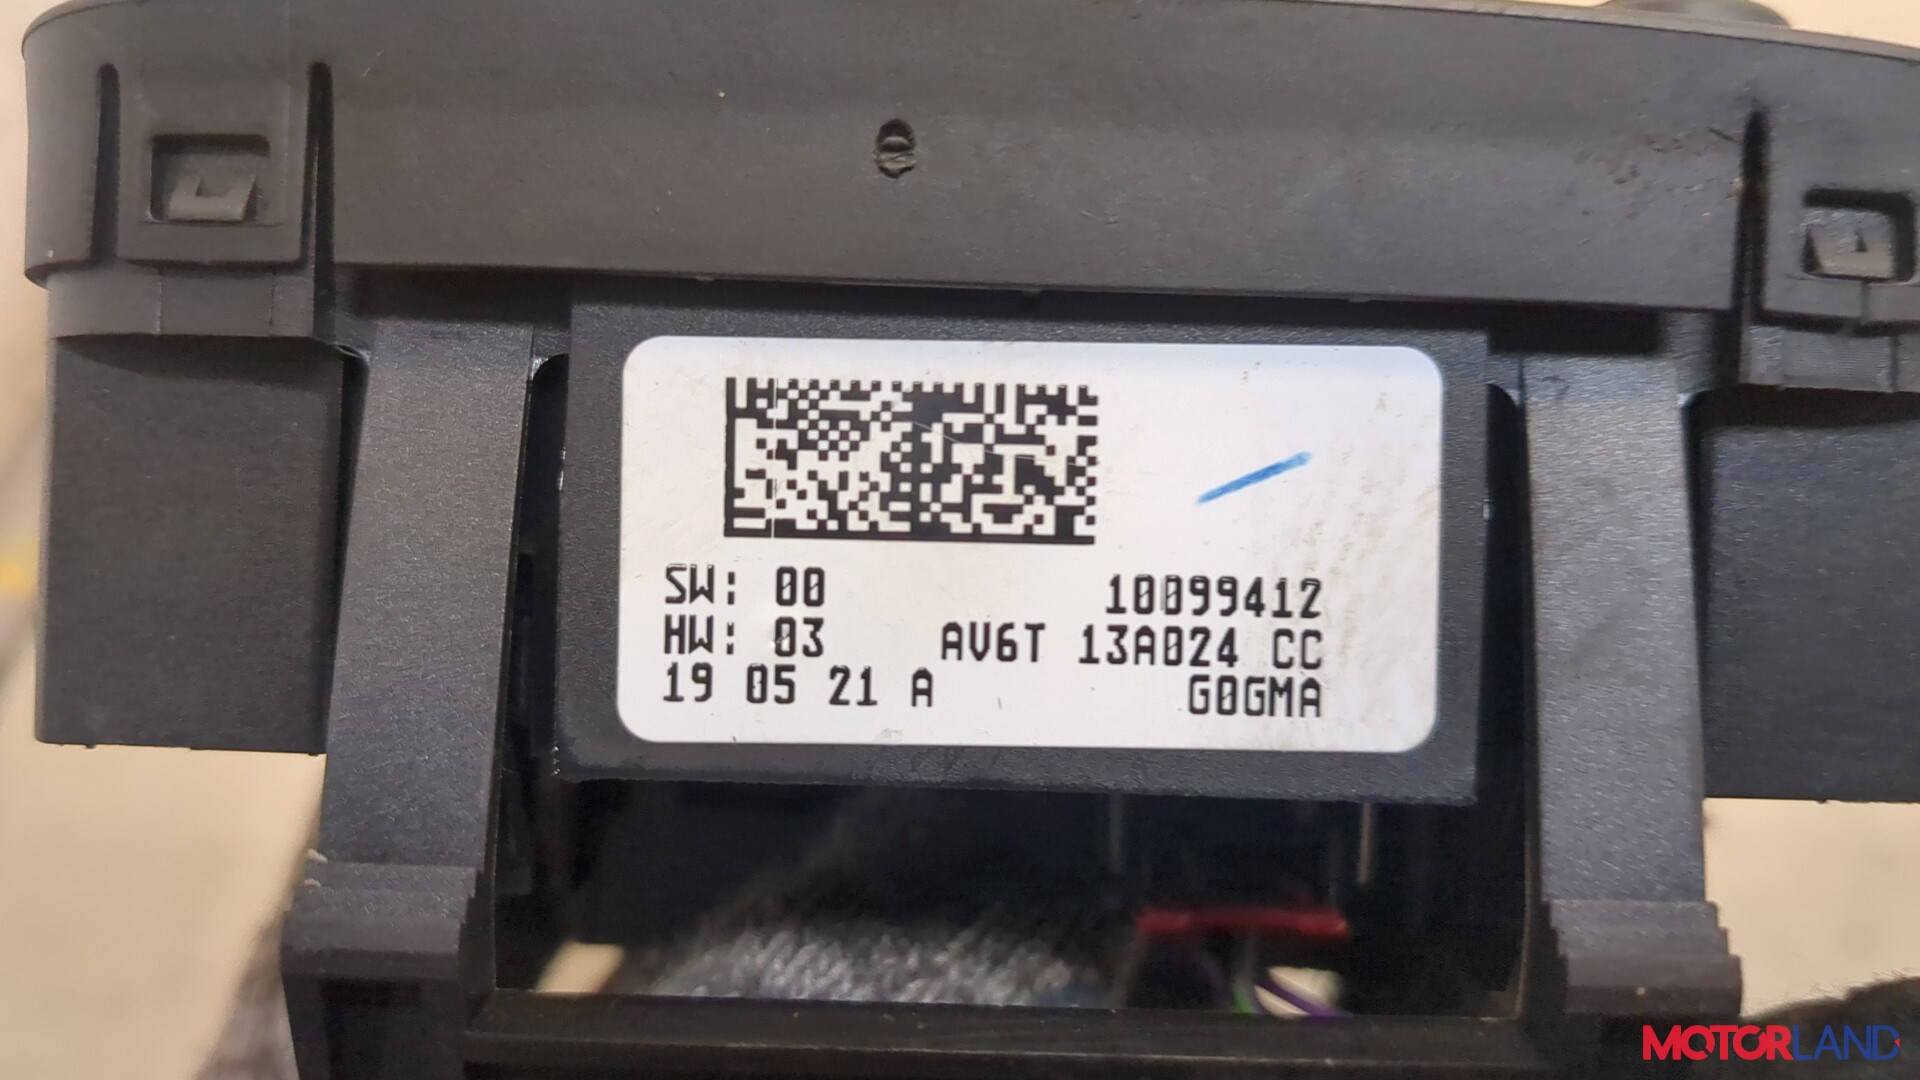 SW: 00 10099412
HW: 03 AV6T 13A024 CC
19 05 21 A G0GMA
MOTORLAND